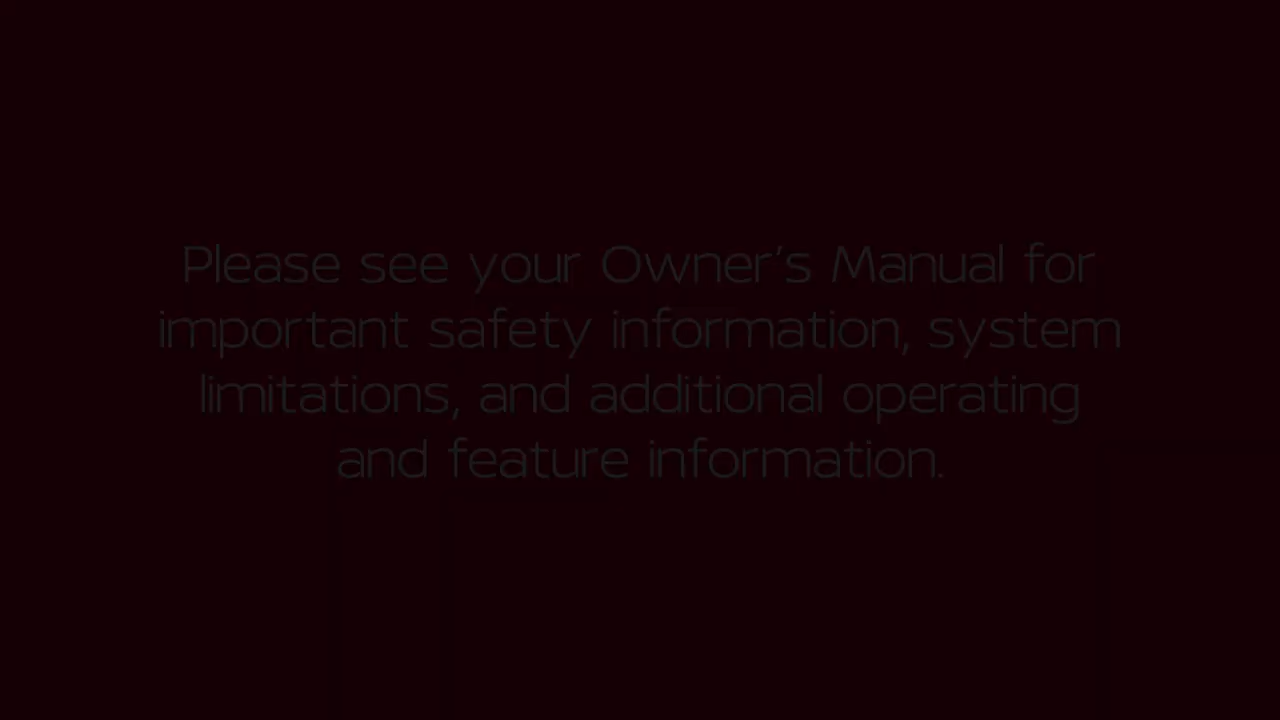 Please see your Owner’s Manual for
important safety information, system
limitations, and additional operating
and feature information.